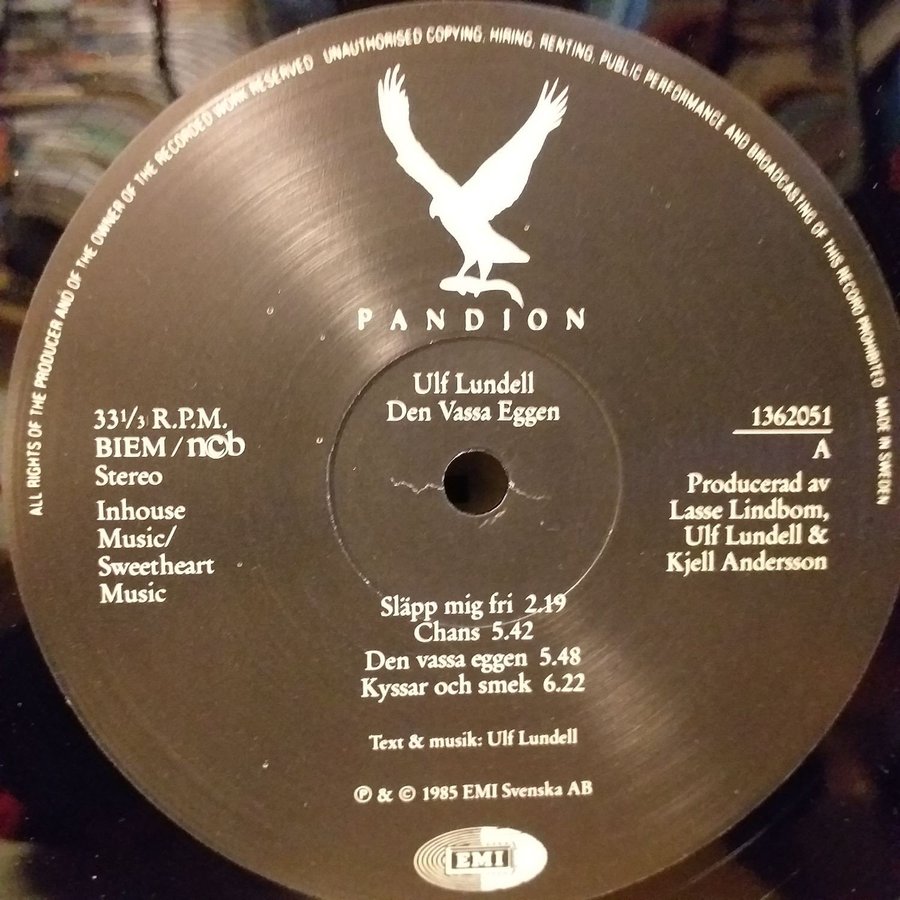 ALL RIGHTS OF THE PRODUCER AND OF THE OWNER OF THE RECORDED WORK RESERVED UNAUTHORISED COPYING, HIRING, RENTING, PUBLIC PERFORMANCE AND BROADCASTING OF THIS RECORD PROHIBITED MADE IN SWEDEN
PANDION
Ulf Lundell
Den Vassa Eggen
33 1/3 R.P.M.
BIEM / ncb
Stereo
Inhouse
Music/
Sweetheart
Music
1362051
A
Producerad av
Lasse Lindbom,
Ulf Lundell &
Kjell Andersson
Släpp mig fri 2.19
Chans 5.42
Den vassa eggen 5.48
Kyssar och smek 6.22
Text & musik: Ulf Lundell
℗ & © 1985 EMI Svenska AB
EMI